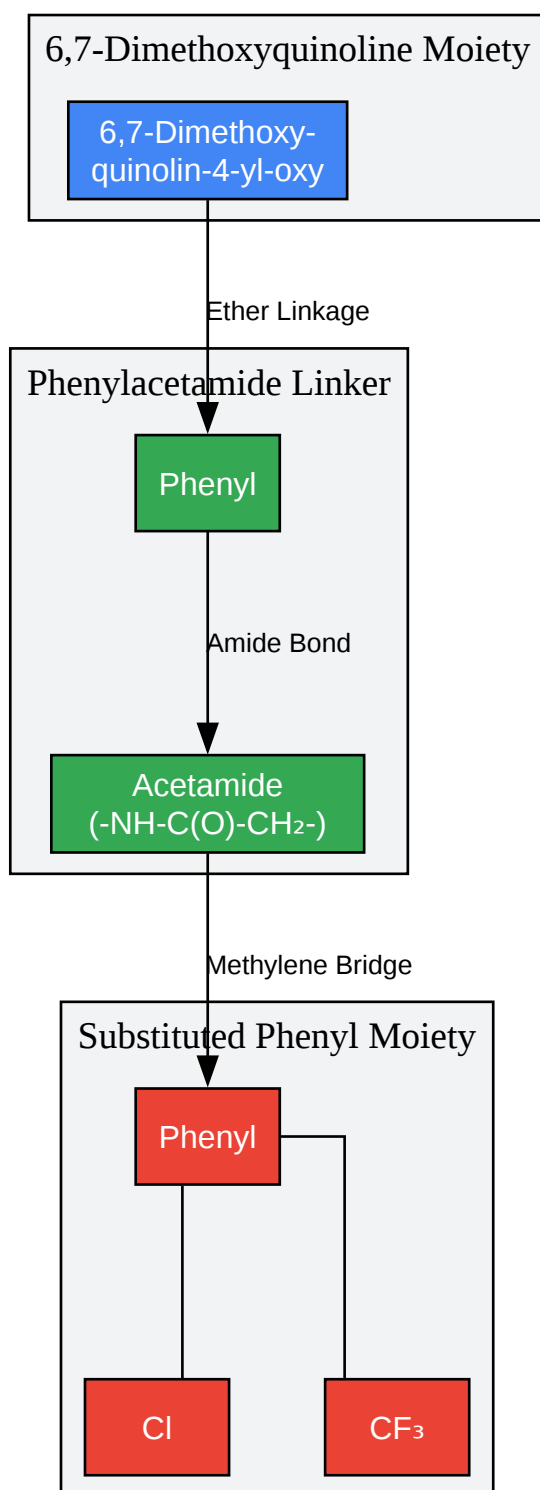 6,7-Dimethoxyquinoline Moiety
6,7-Dimethoxy-
quinolin-4-yl-oxy
Ether Linkage
Phenylacetamide Linker
Phenyl
Amide Bond
Acetamide
(-NH-C(O)-CH₂-)
Methylene Bridge
Substituted Phenyl Moiety
Phenyl
Cl
CF₃